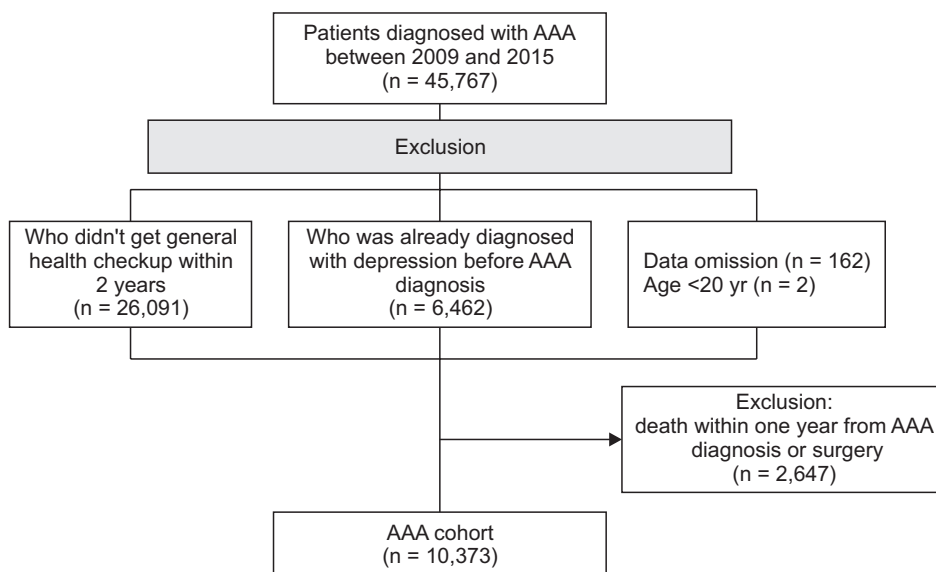 Patients diagnosed with AAA
between 2009 and 2015
(n = 45,767)
Exclusion
Who didn't get general
health checkup within
2 years
(n = 26,091)
Who was already diagnosed
with depression before AAA
diagnosis
(n = 6,462)
Data omission (n = 162)
Age <20 yr (n = 2)
Exclusion:
death within one year from AAA
diagnosis or surgery
(n = 2,647)
AAA cohort
(n = 10,373)